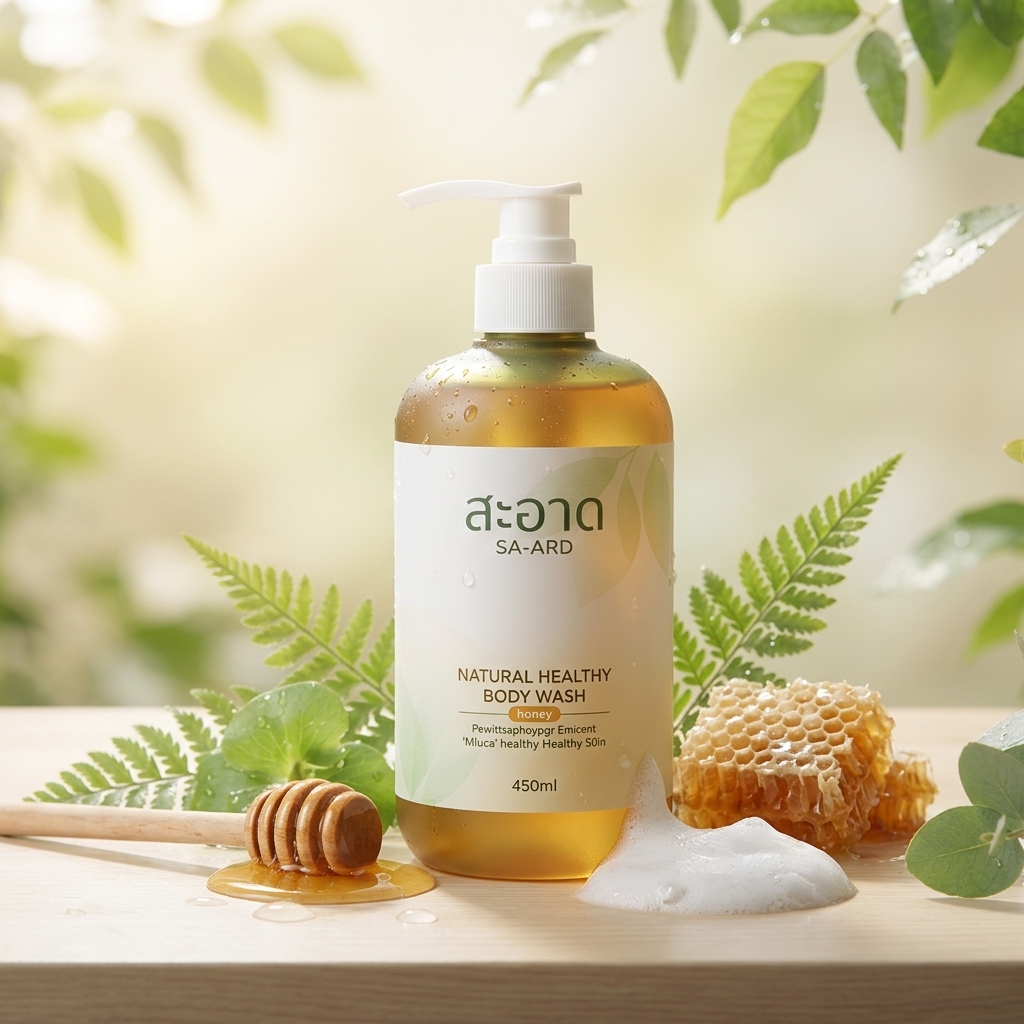 สะอาด
SA-ARD
NATURAL HEALTHY
BODY WASH
honey
Pewittsaphoypgr Emicent
'Mluca' healthy Healthy S0in
450ml